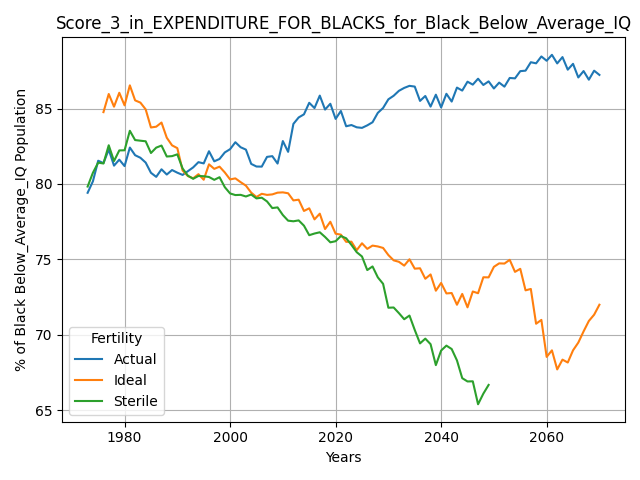 Score_3_in_EXPENDITURE_FOR_BLACKS_for_Black_Below_Average_IQ
% of Black Below_Average_IQ Population
85
80
75
70
65
Fertility
Actual
Ideal
Sterile
1980
2000
2020
2040
2060
Years